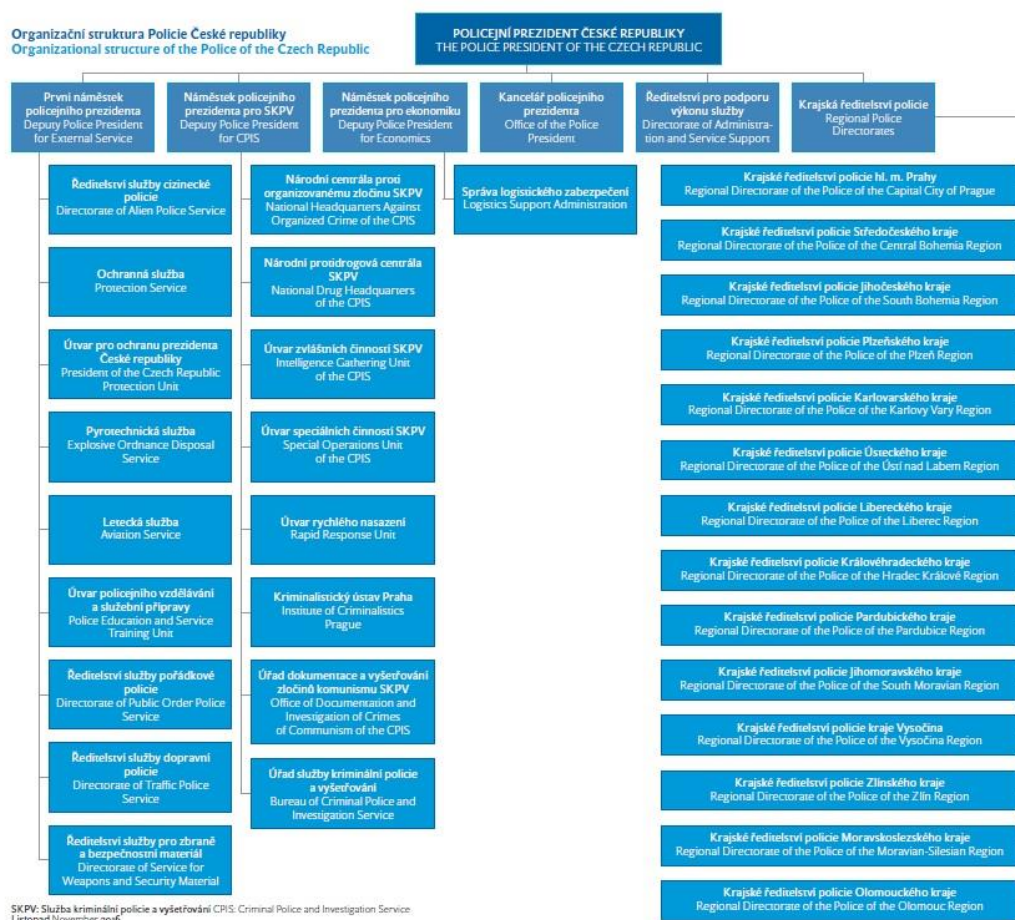 Organizační struktura Policie České republiky
Organizational structure of the Police of the Czech Republic
POLICEJNÍ PREZIDENT ČESKÉ REPUBLIKY
THE POLICE PRESIDENT OF THE CZECH REPUBLIC
První náměstek
policejního prezidenta
Deputy Police President
for External Service
Náměstek policejního
prezidenta pro SKPV
Deputy Police President
for CPIS
Náměstek policejního
prezidenta pro ekonomiku
Deputy Police President
for Economics
Kancelář policejního
prezidenta
Office of the Police
President
Ředitelství pro podporu
výkonu služby
Directorate of Administra-
tion and Service Support
Krajská ředitelství policie
Regional Police
Directorates
Ředitelství služby cizinecké
policie
Directorate of Alien Police Service
Ochranná služba
Protection Service
Útvar pro ochranu prezidenta
České republiky
President of the Czech Republic
Protection Unit
Pyrotechnická služba
Explosive Ordnance Disposal
Service
Letecká služba
Aviation Service
Útvar policejního vzdělávání
a služební přípravy
Police Education and Service
Training Unit
Ředitelství služby pořádkové
policie
Directorate of Public Order Police
Service
Ředitelství služby dopravní
policie
Directorate of Traffic Police
Service
Ředitelství služby pro zbraně
a bezpečnostní materiál
Directorate of Service for
Weapons and Security Material
Národní centrála proti
organizovanému zločinu SKPV
National Headquarters Against
Organized Crime of the CPIS
Národní protidrogová centrála
SKPV
National Drug Headquarters
of the CPIS
Útvar zvláštních činností SKPV
Intelligence Gathering Unit
of the CPIS
Útvar speciálních činností SKPV
Special Operations Unit
of the CPIS
Útvar rychlého nasazení
Rapid Response Unit
Kriminalistický ústav Praha
Institute of Criminalistics
Prague
Úřad dokumentace a vyšetřování
zločinů komunismu SKPV
Office of Documentation and
Investigation of Crimes
of Communism of the CPIS
Úřad služby kriminální policie
a vyšetřování
Bureau of Criminal Police and
Investigation Service
Správa logistického zabezpečení
Logistics Support Administration
Krajské ředitelství policie hl. m. Prahy
Regional Directorate of the Police of the Capital City of Prague
Krajské ředitelství policie Středočeského kraje
Regional Directorate of the Police of the Central Bohemia Region
Krajské ředitelství policie Jihočeského kraje
Regional Directorate of the Police of the South Bohemia Region
Krajské ředitelství policie Plzeňského kraje
Regional Directorate of the Police of the Plzeň Region
Krajské ředitelství policie Karlovarského kraje
Regional Directorate of the Police of the Karlovy Vary Region
Krajské ředitelství policie Ústeckého kraje
Regional Directorate of the Police of the Ústí nad Labem Region
Krajské ředitelství policie Libereckého kraje
Regional Directorate of the Police of the Liberec Region
Krajské ředitelství policie Královéhradeckého kraje
Regional Directorate of the Police of the Hradec Králové Region
Krajské ředitelství policie Pardubického kraje
Regional Directorate of the Police of the Pardubice Region
Krajské ředitelství policie Jihomoravského kraje
Regional Directorate of the Police of the South Moravian Region
Krajské ředitelství policie kraje Vysočina
Regional Directorate of the Police of the Vysočina Region
Krajské ředitelství policie Zlínského kraje
Regional Directorate of the Police of the Zlín Region
Krajské ředitelství policie Moravskoslezského kraje
Regional Directorate of the Police of the Moravian-Silesian Region
Krajské ředitelství policie Olomouckého kraje
Regional Directorate of the Police of the Olomouc Region
SKPV: Služba kriminální policie a vyšetřování CPIS: Criminal Police and Investigation Service
Listopad November 2016